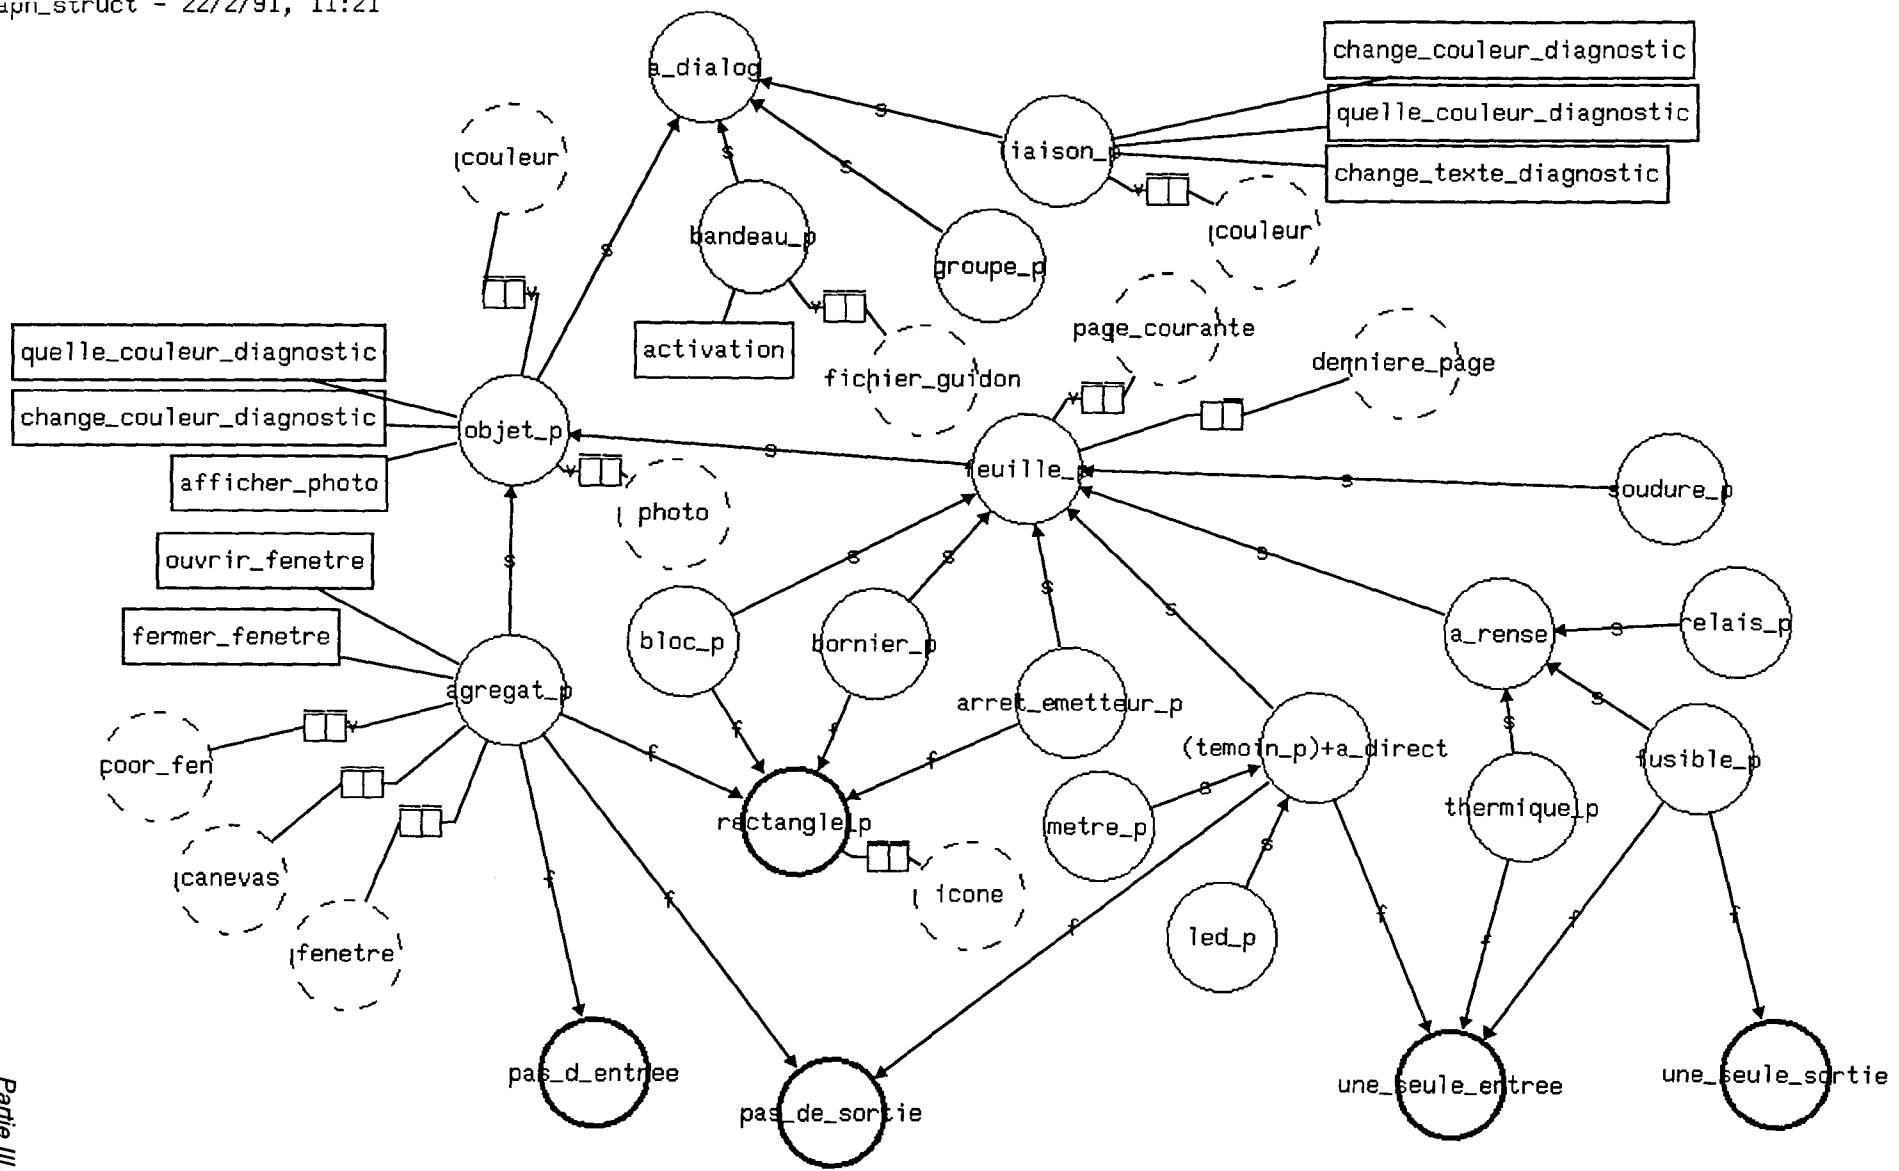 22/2/91, 11:21
a_dialog
change_couleur_diagnostic
quelle_couleur_diagnostic
change_texte_diagnostic
liaison_p
s
v
couleur
couleur
v
s
s
s
bandeau_p
groupe_p
activation
v
fichier_guidon
page_courante
v
derniere_page
quelle_couleur_diagnostic
change_couleur_diagnostic
afficher_photo
objet_p
v
photo
s
feuille_p
s
soudure_p
ouvrir_fenetre
fermer_fenetre
s
s
s
s
s
s
agregat_p
bloc_p
bornier_p
arret_emetteur_p
a_rense
s
relais_p
coor_fen
v
canevas
fenetre
f
f
f
f
rectangle_p
icone
(temoin_p)+a_direct
metre_p
s
s
led_p
s
s
thermique_p
fusible_p
f
f
f
f
f
f
f
pas_d_entree
pas_de_sortie
une_seule_entree
une_seule_sortie
Partie III